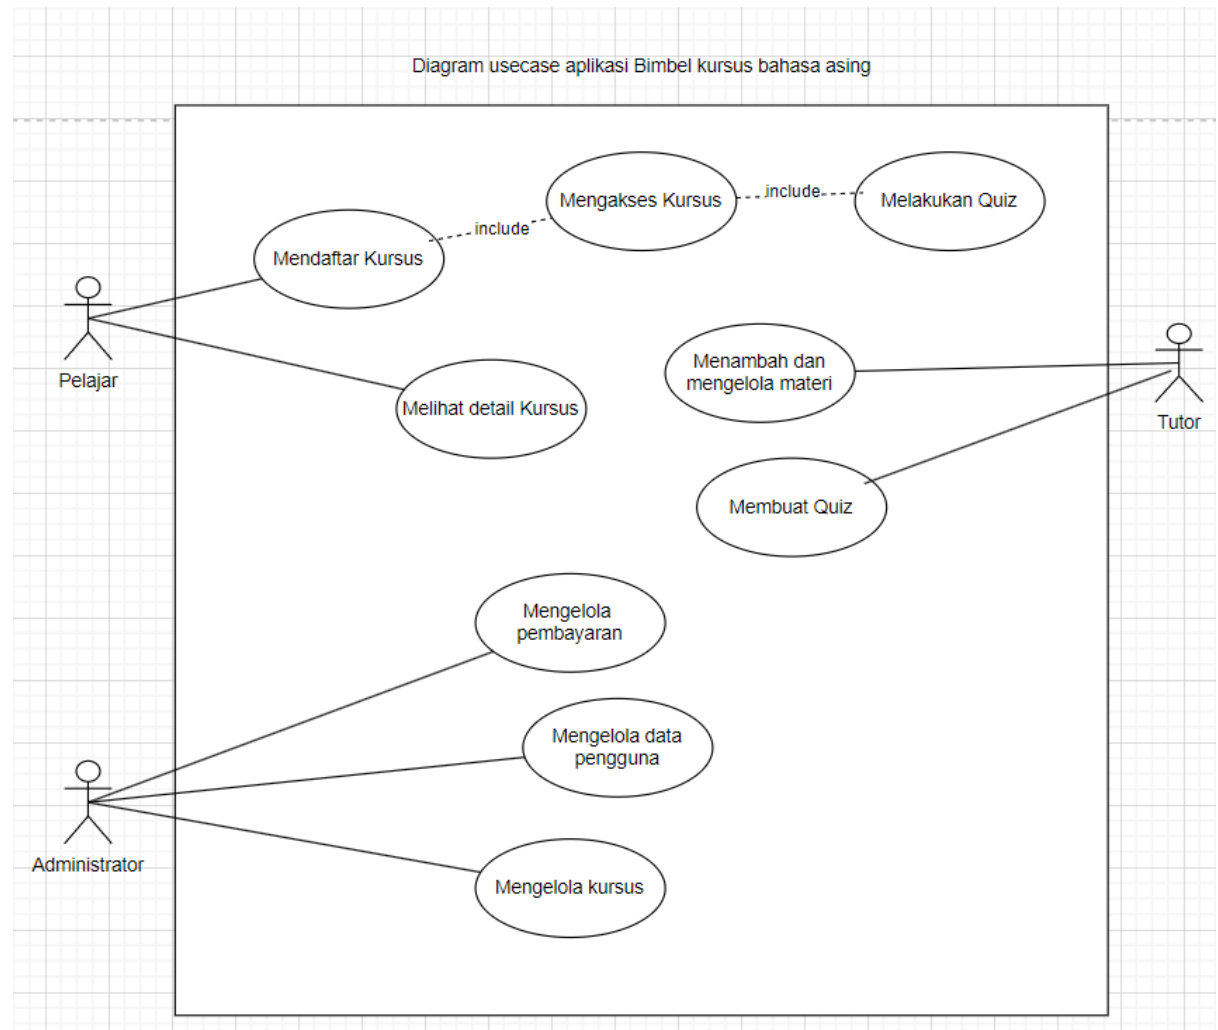 Diagram usecase aplikasi Bimbel kursus bahasa asing
Mengakses Kursus
include
Melakukan Quiz
include
Mendaftar Kursus
Pelajar
Melihat detail Kursus
Menambah dan
mengelola materi
Tutor
Membuat Quiz
Mengelola
pembayaran
Mengelola data
pengguna
Administrator
Mengelola kursus